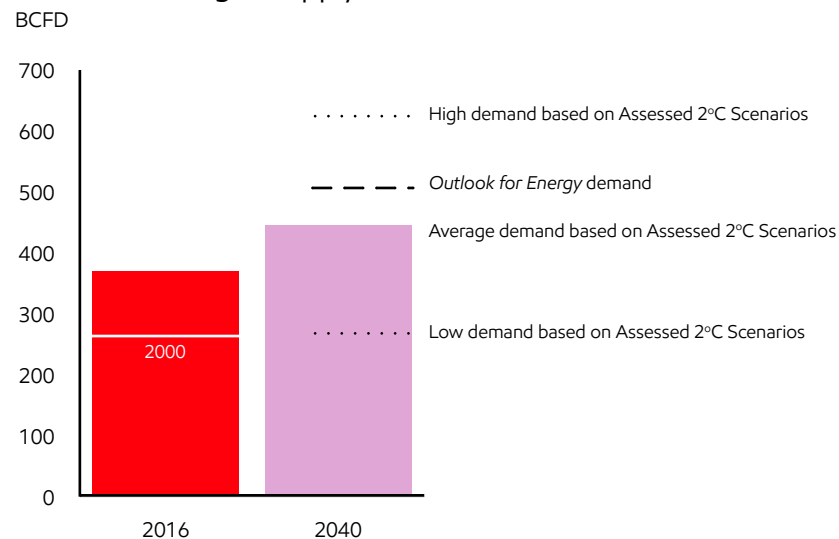 BCFD
700
600
500
400
300
200
100
0
High demand based on Assessed 2°C Scenarios
Outlook for Energy demand
Average demand based on Assessed 2°C Scenarios
Low demand based on Assessed 2°C Scenarios
2000
2016 2040